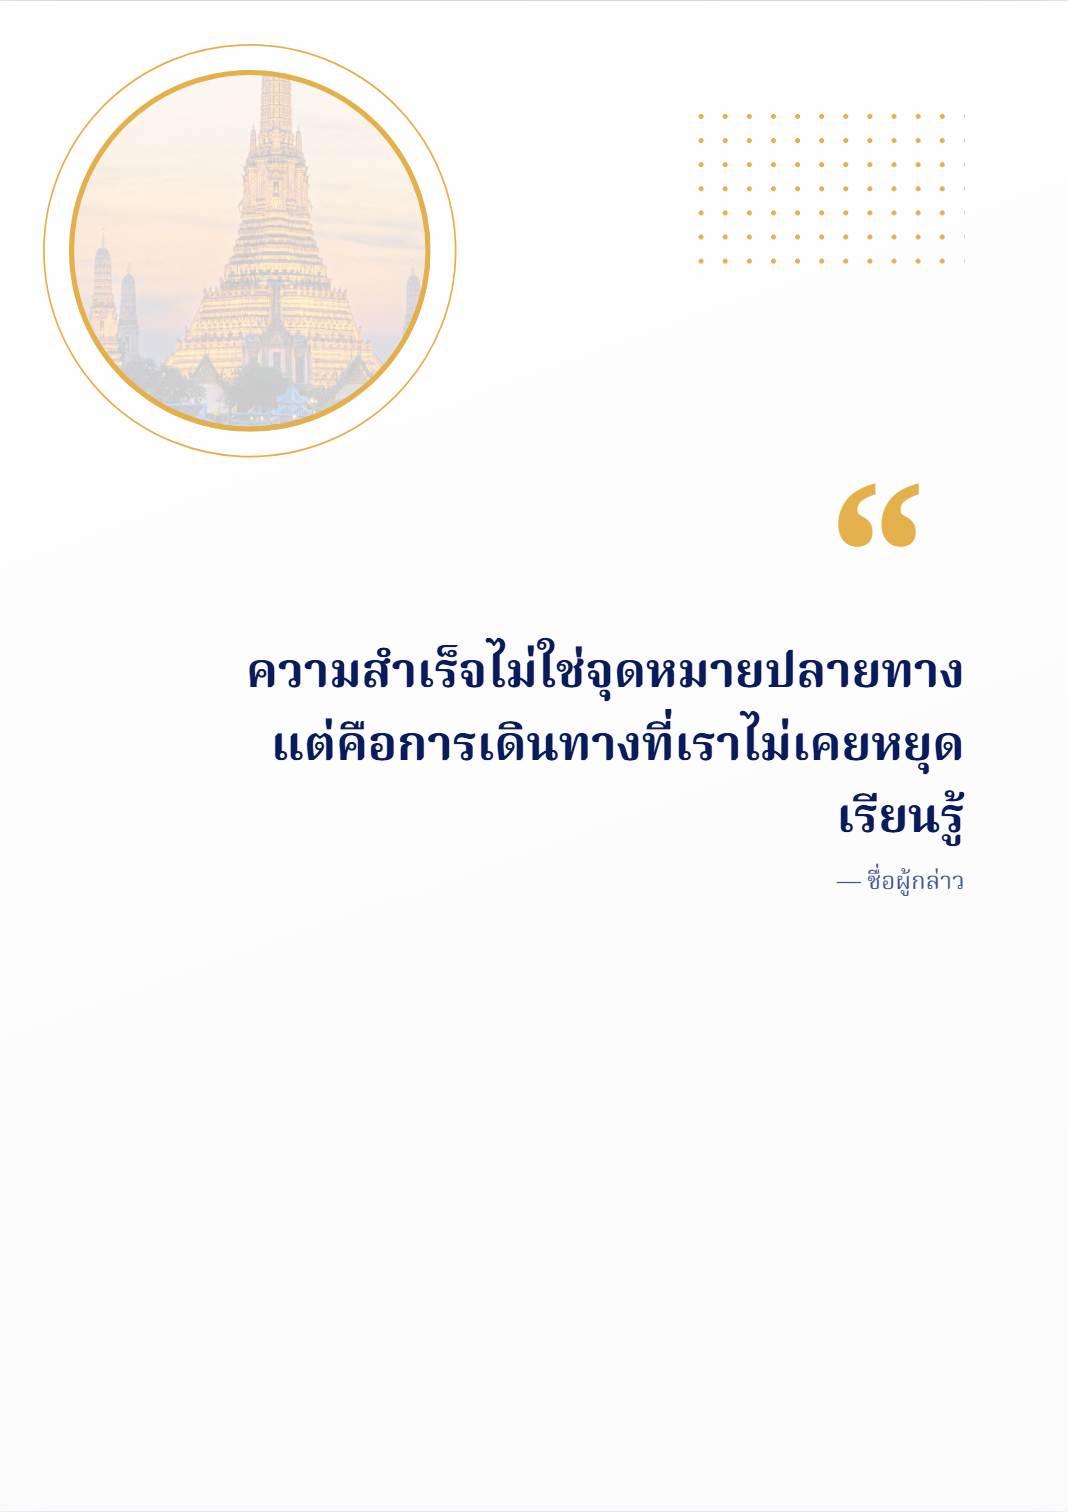 “
ความสำเร็จไม่ใช่จุดหมายปลายทาง
แต่คือการเดินทางที่เราไม่เคยหยุด
เรียนรู้
— ชื่อผู้กล่าว